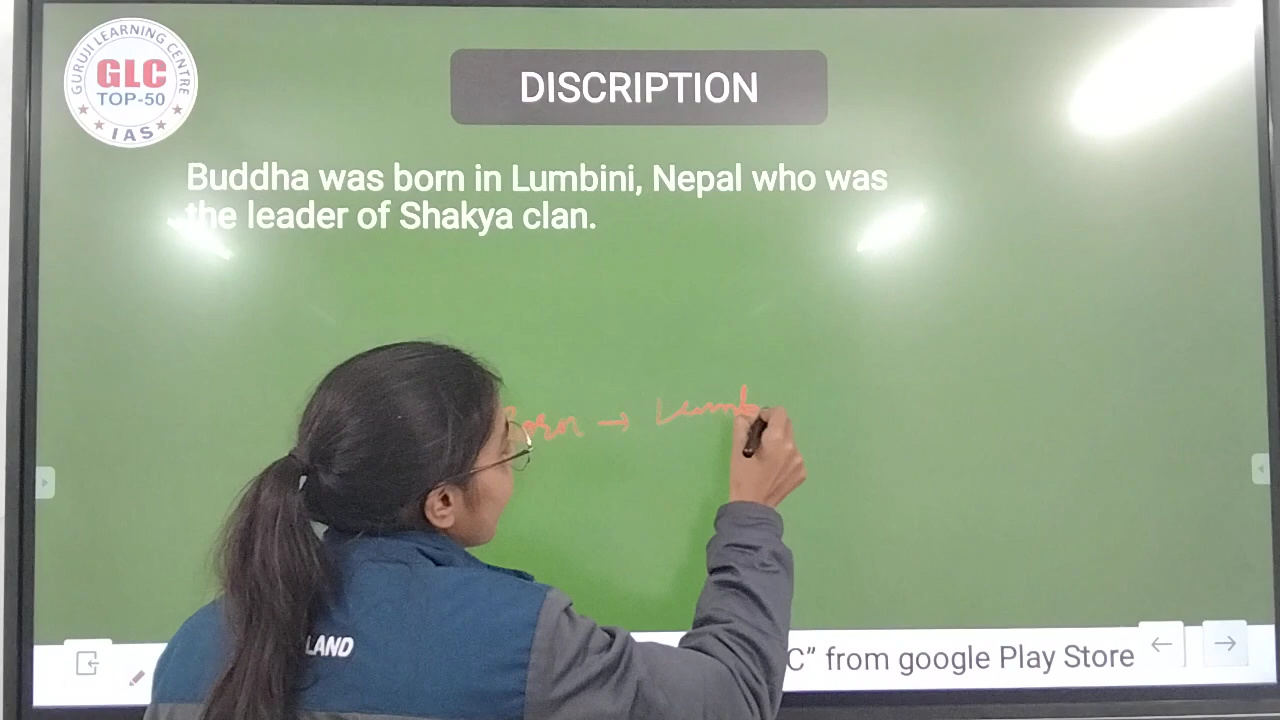 GURUJI LEARNING CENTRE
GLC
TOP-50
IAS
DISCRIPTION
Buddha was born in Lumbini, Nepal who was
the leader of Shakya clan.
Born → Lumb
LAND
C” from google Play Store